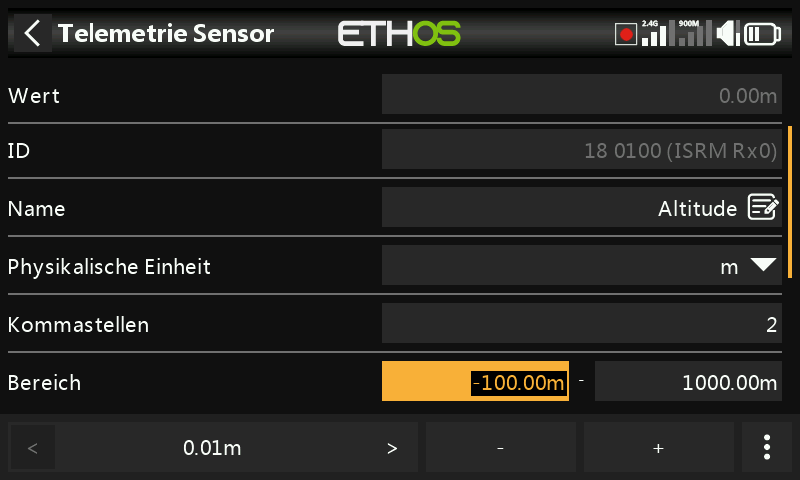 Telemetrie Sensor ETHOS 2.4G 900M
Wert 0.00m
ID 18 0100 (ISRM Rx0)
Name Altitude
Physikalische Einheit m
Kommastellen 2
Bereich -100.00m - 1000.00m
< 0.01m > - +